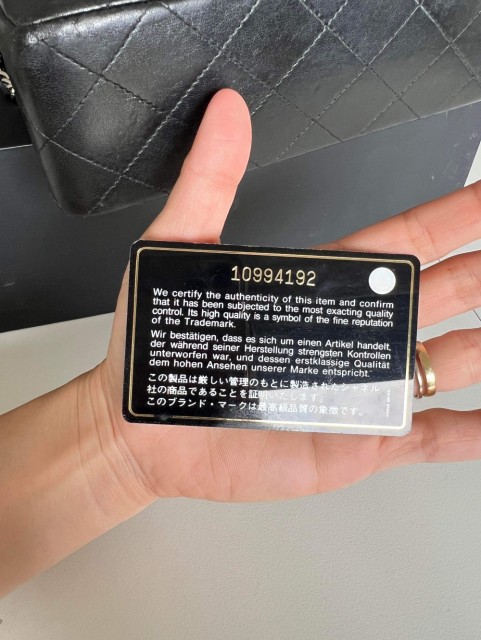 10994192
We certify the authenticity of this item and confirm
that it has been subjected to the most exacting quality
control. Its high quality is a symbol of the fine reputation
of the Trademark.
Wir bestätigen, dass es sich um einen Artikel handelt,
der während seiner Herstellung strengsten Kontrollen
unterworfen war, und dessen erstklassige Qualität
dem hohen Ansehen unserer Marke entspricht.
この製品は厳しい管理のもとに製造されたシャネル
社の商品であることを証明いたします。
このブランド・マークは最高級品質の象徴です。